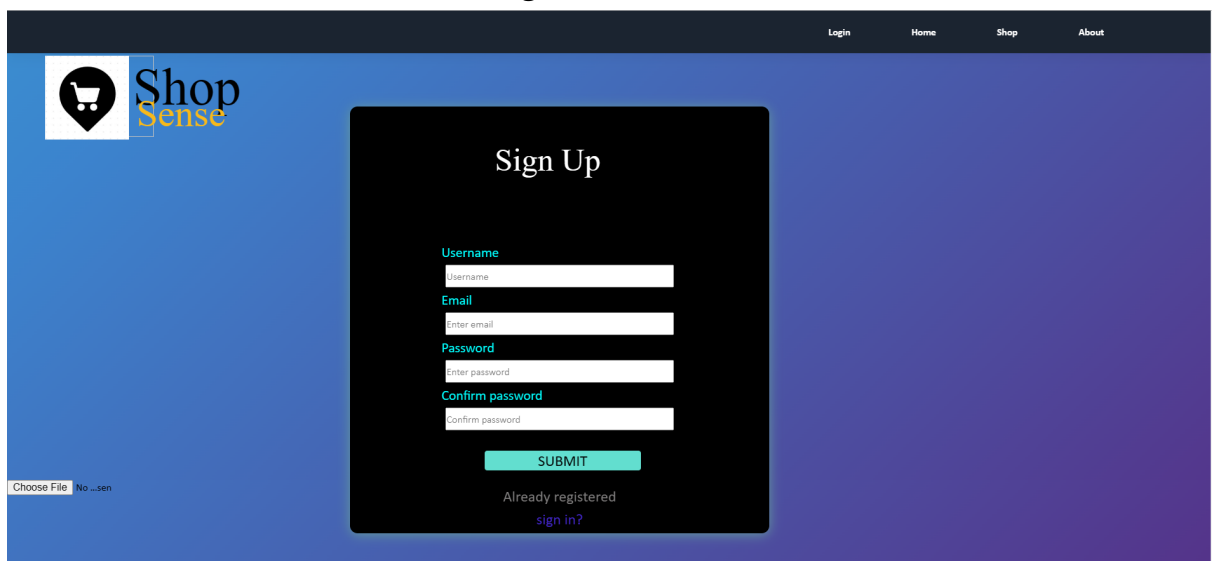 Login Home Shop About
Shop
Sense
Sign Up
Username
Username
Email
Enter email
Password
Enter password
Confirm password
Confirm password
SUBMIT
Choose File No ...sen
Already registered
sign in?